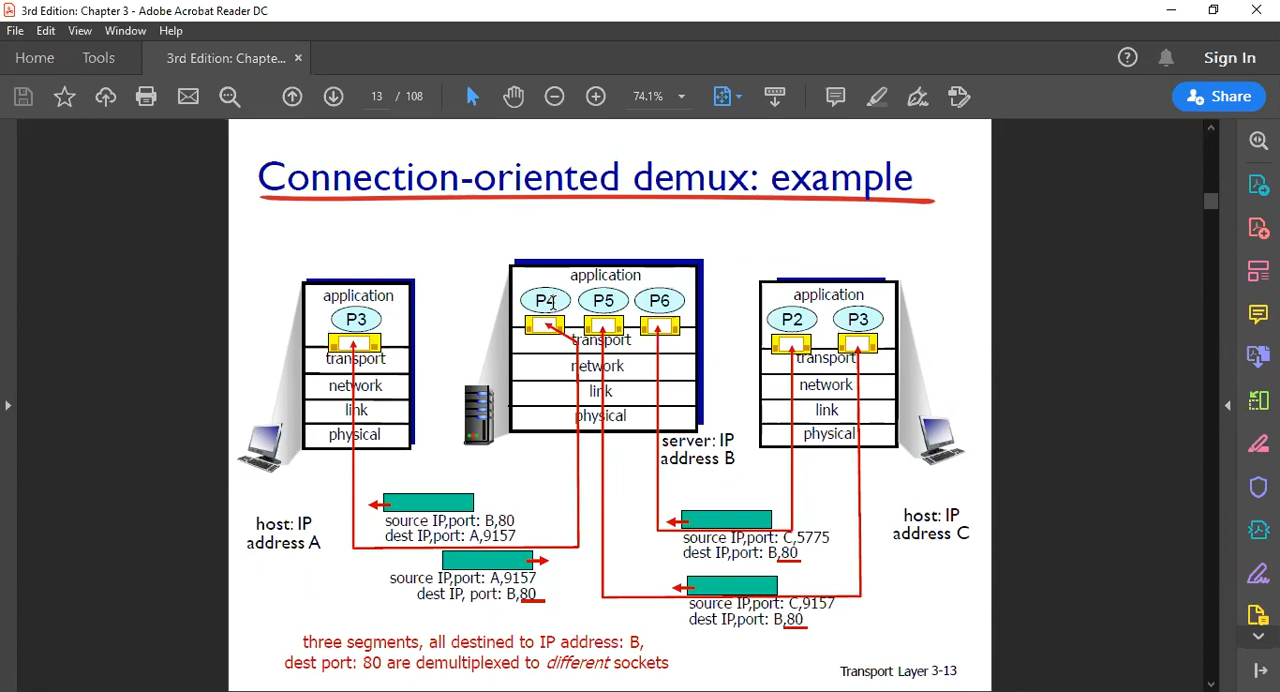 3rd Edition: Chapter 3 - Adobe Acrobat Reader DC
File Edit View Window Help
Home Tools 3rd Edition: Chapte... × Sign In
13 / 108 74.1% Share
Connection-oriented demux: example
application
P3
transport
network
link
physical
application
P4 P5 P6
transport
network
link
physical
application
P2 P3
transport
network
link
physical
server: IP
address B
host: IP
address A
source IP,port: B,80
dest IP,port: A,9157
source IP,port: A,9157
dest IP, port: B,80
source IP,port: C,5775
dest IP,port: B,80
source IP,port: C,9157
dest IP,port: B,80
host: IP
address C
three segments, all destined to IP address: B,
dest port: 80 are demultiplexed to different sockets
Transport Layer 3-13